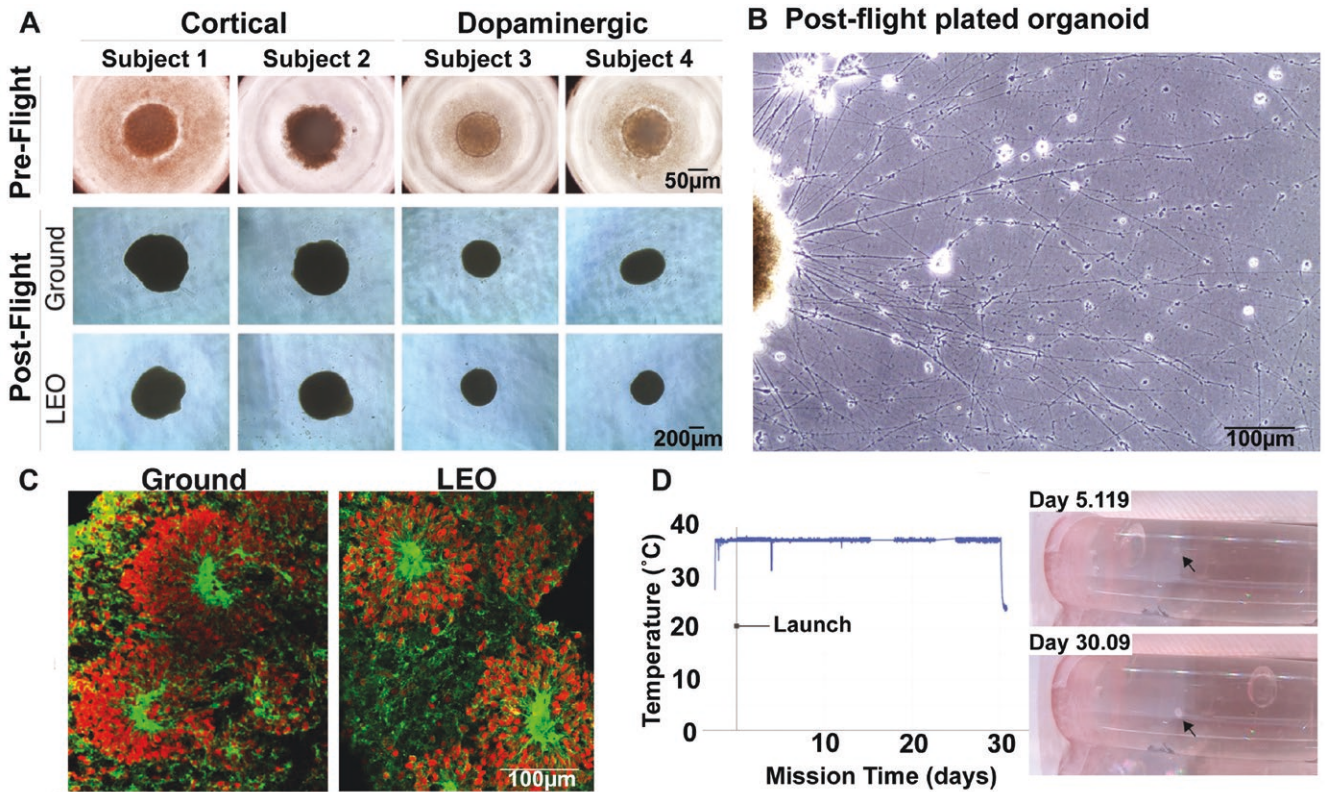 A
Cortical
Dopaminergic
Subject 1
Subject 2
Subject 3
Subject 4
Pre-Flight
50µm
Post-Flight
Ground
LEO
200µm
B Post-flight plated organoid
100µm
C
Ground
LEO
100µm
D
Temperature (°C)
40
30
20
10
0
Launch
10
20
30
Mission Time (days)
Day 5.119
Day 30.09